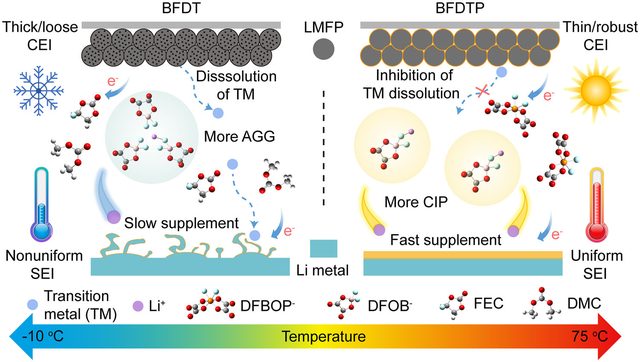 BFDT
BFDTP
Thick/loose
CEI
LMFP
Thin/robust
CEI
e-
Disssolution
of TM
Inhibition of
TM dissolution
e-
More AGG
More CIP
Slow supplement
Fast supplement
e-
e-
Nonuniform
SEI
Li metal
Uniform
SEI
Transition
metal (TM)
Li⁺
DFBOP⁻
DFOB⁻
FEC
DMC
-10 ºC
Temperature
75 ºC